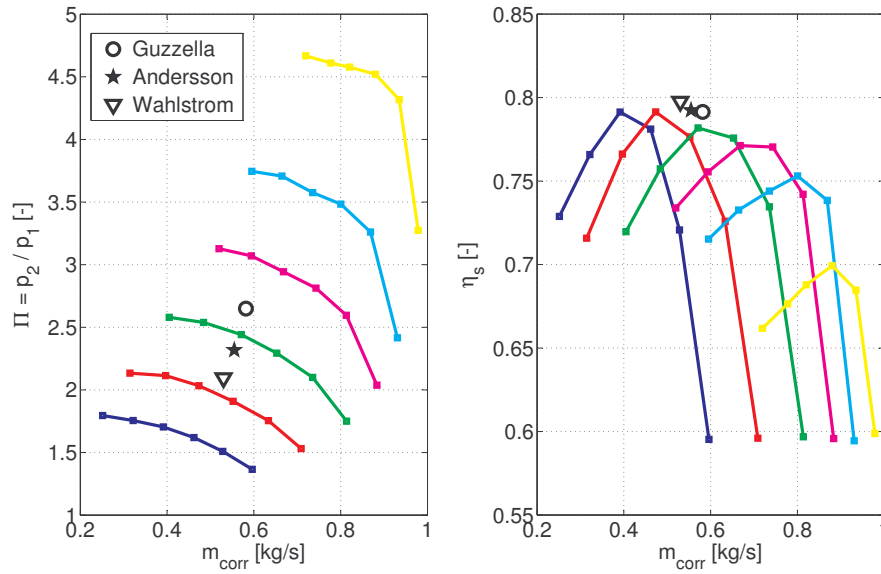 5
4.5
4
3.5
3
2.5
2
1.5
1
Π = p2 / p1 [-]
Guzzella
Andersson
Wahlstrom
0.2 0.4 0.6 0.8 1
mcorr [kg/s]
0.85
0.8
0.75
0.7
0.65
0.6
0.55
ηs [-]
0.2 0.4 0.6 0.8 1
mcorr [kg/s]